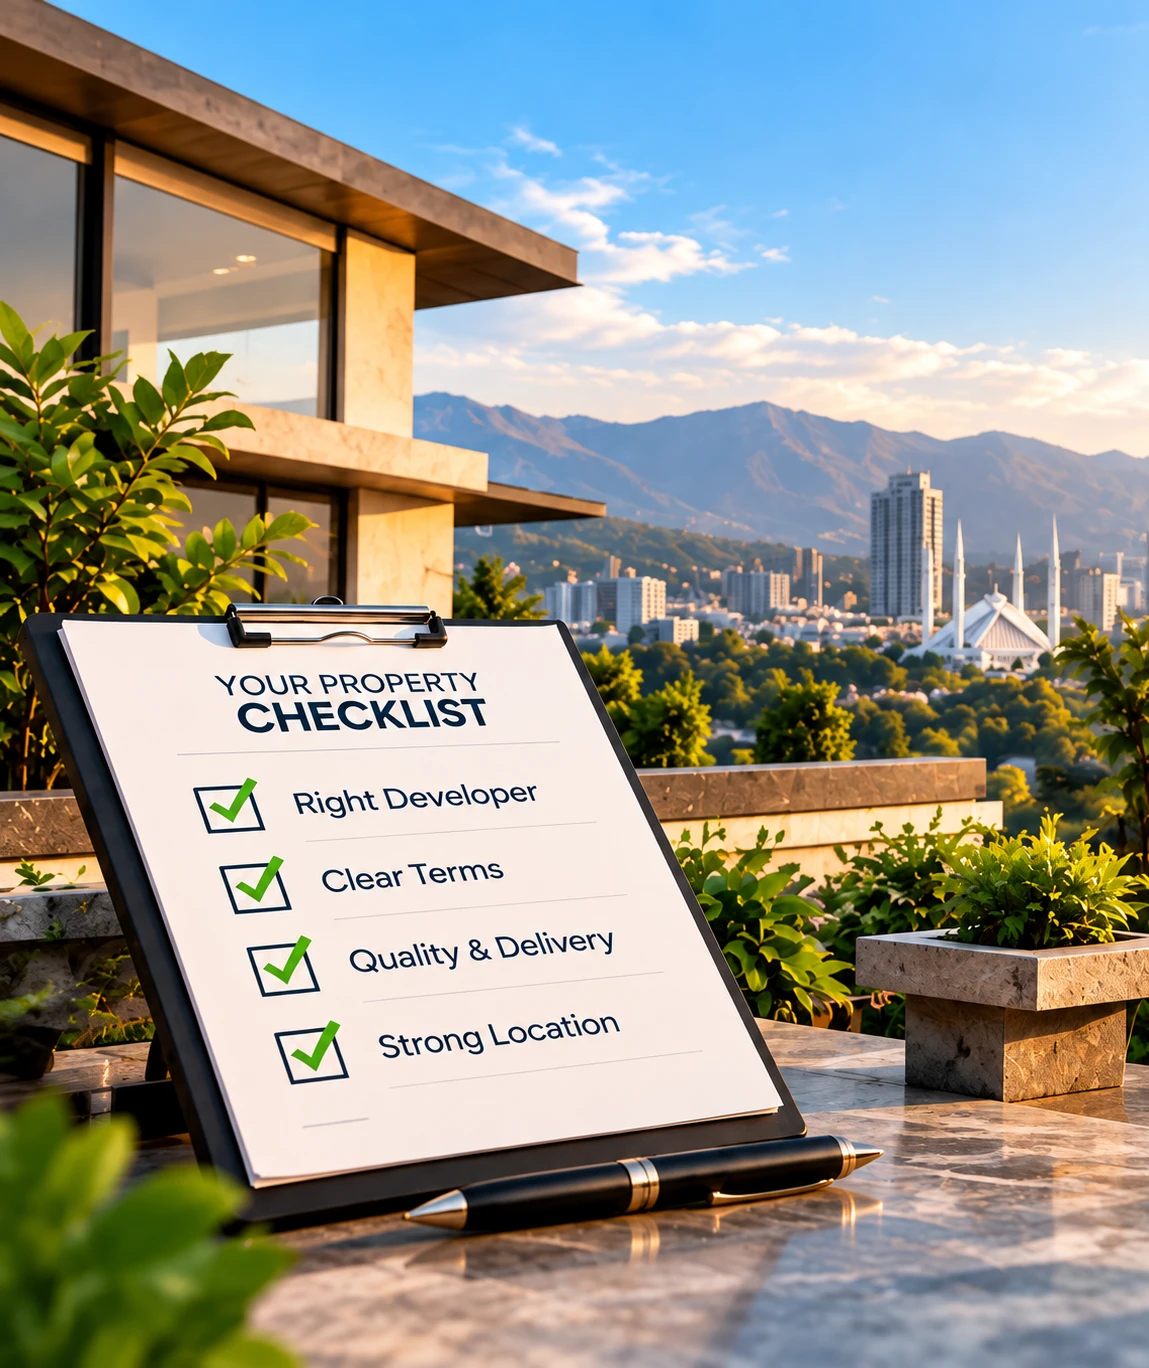 YOUR PROPERTY
CHECKLIST
Right Developer
Clear Terms
Quality & Delivery
Strong Location